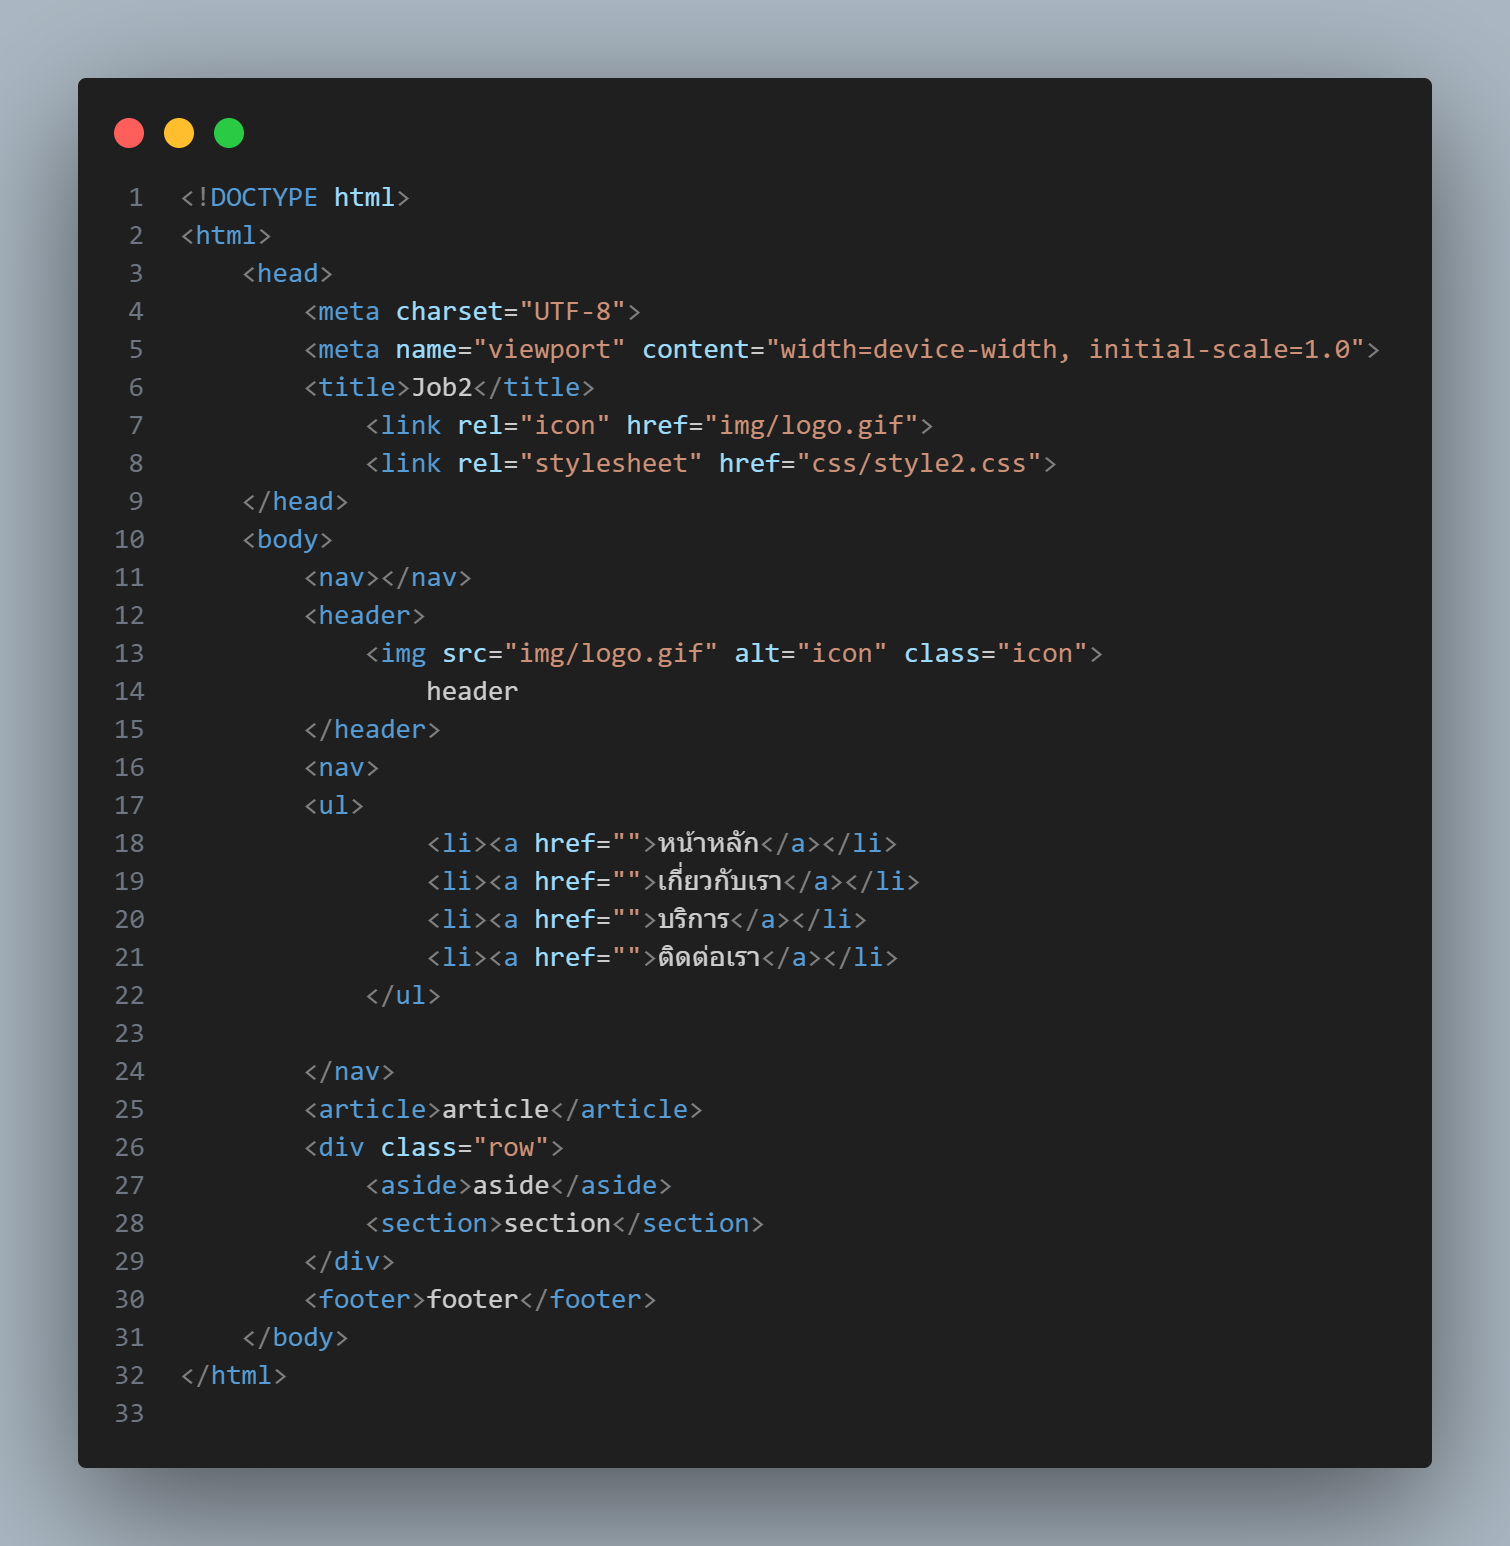 1 <!DOCTYPE html>
2 <html>
3     <head>
4         <meta charset="UTF-8">
5         <meta name="viewport" content="width=device-width, initial-scale=1.0">
6         <title>Job2</title>
7             <link rel="icon" href="img/logo.gif">
8             <link rel="stylesheet" href="css/style2.css">
9     </head>
10     <body>
11         <nav></nav>
12         <header>
13             <img src="img/logo.gif" alt="icon" class="icon">
14                 header
15         </header>
16         <nav>
17         <ul>
18                 <li><a href="">หน้าหลัก</a></li>
19                 <li><a href="">เกี่ยวกับเรา</a></li>
20                 <li><a href="">บริการ</a></li>
21                 <li><a href="">ติดต่อเรา</a></li>
22             </ul>
23
24         </nav>
25         <article>article</article>
26         <div class="row">
27             <aside>aside</aside>
28             <section>section</section>
29         </div>
30         <footer>footer</footer>
31     </body>
32 </html>
33